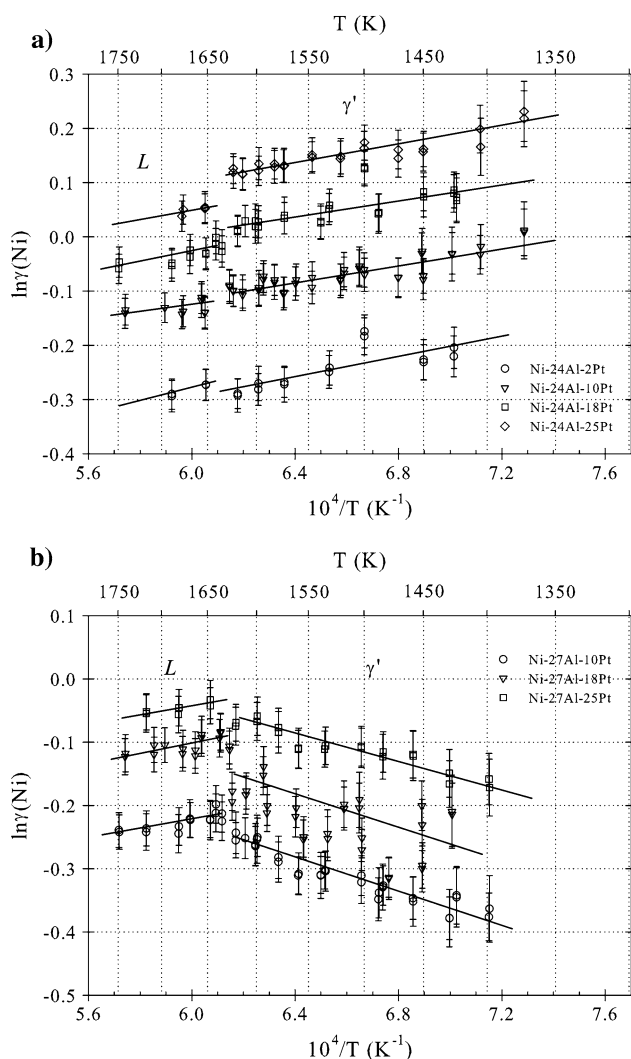 a)
T (K)
1750 1650 1550 1450 1350
0.3
0.2
0.1
0.0
-0.1
-0.2
-0.3
-0.4
lnγ(Ni)
L
γ'
Ni-24Al-2Pt
Ni-24Al-10Pt
Ni-24Al-18Pt
Ni-24Al-25Pt
5.6 6.0 6.4 6.8 7.2 7.6
10⁴/T (K⁻¹)
b)
T (K)
1750 1650 1550 1450 1350
0.1
0.0
-0.1
-0.2
-0.3
-0.4
-0.5
lnγ(Ni)
L
γ'
Ni-27Al-10Pt
Ni-27Al-18Pt
Ni-27Al-25Pt
5.6 6.0 6.4 6.8 7.2 7.6
10⁴/T (K⁻¹)